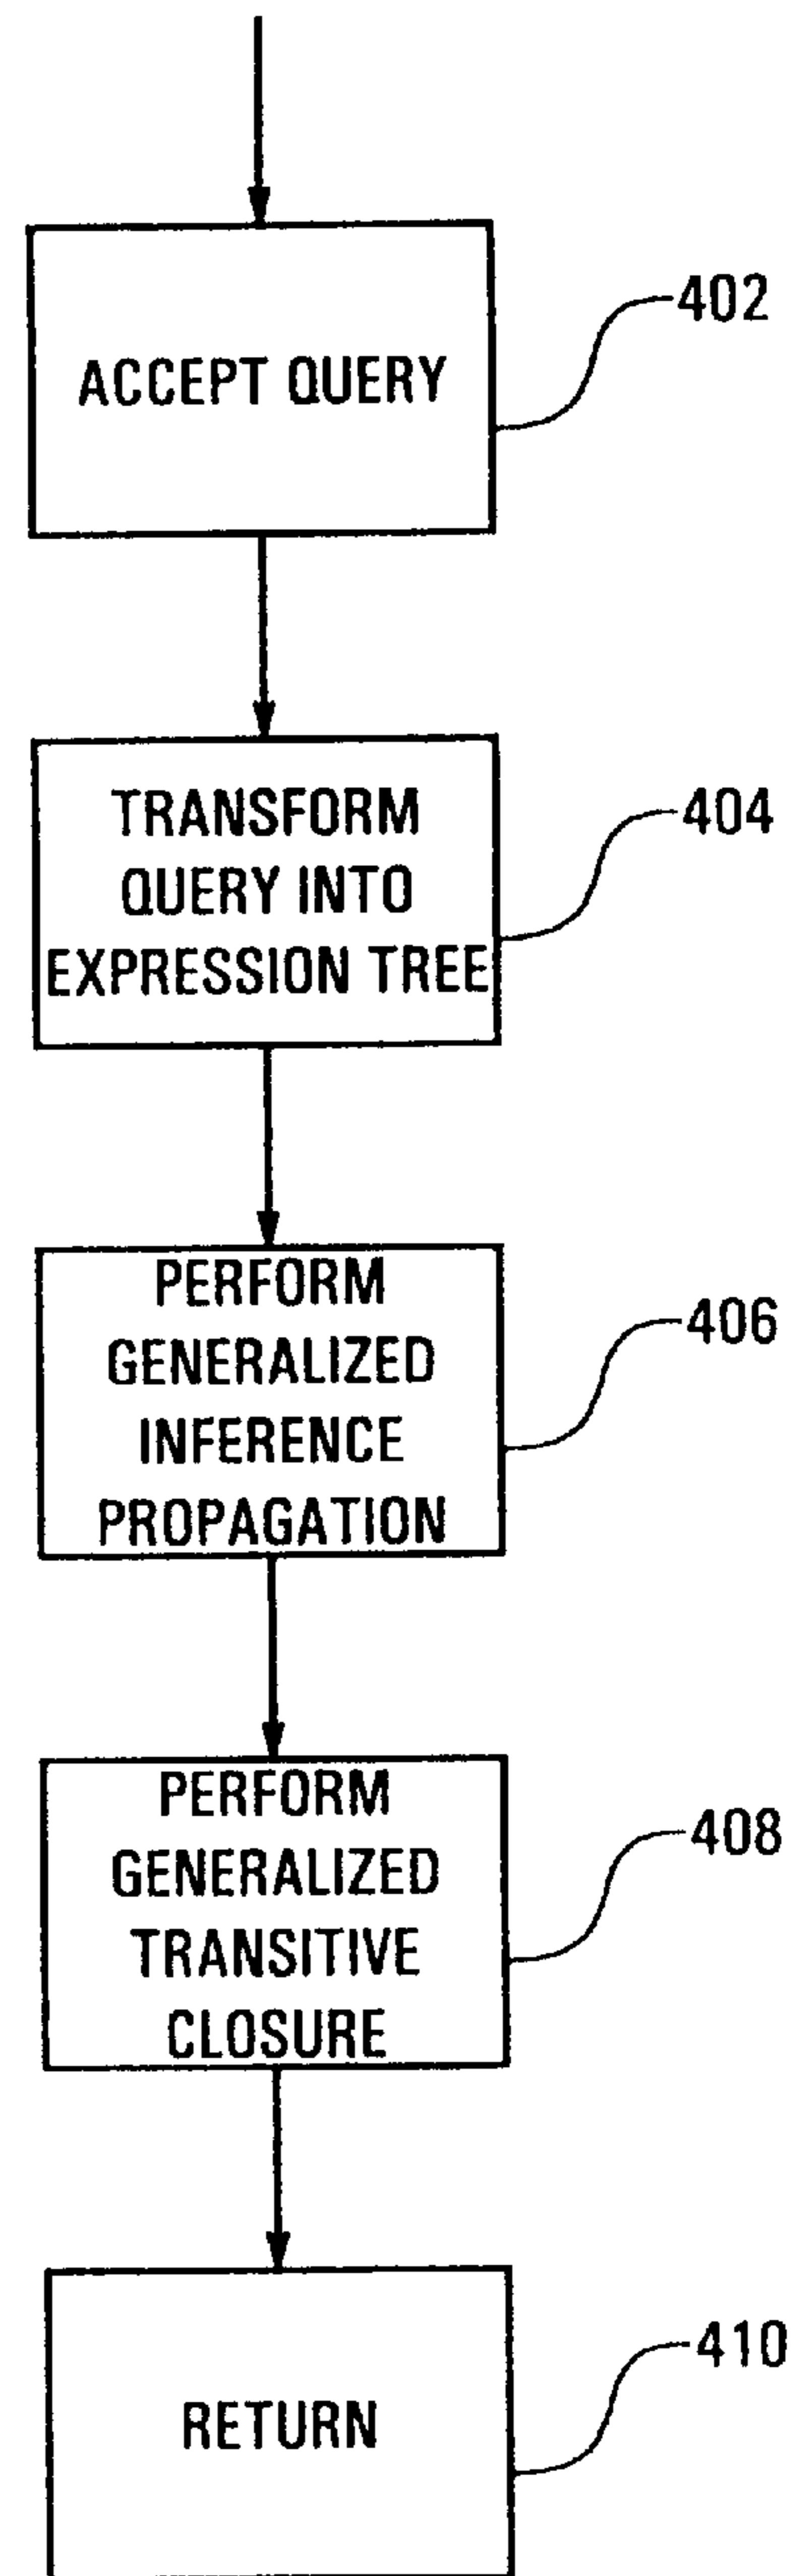 ACCEPT QUERY
402
TRANSFORM
QUERY INTO
EXPRESSION TREE
404
PERFORM
GENERALIZED
INFERENCE
PROPAGATION
406
PERFORM
GENERALIZED
TRANSITIVE
CLOSURE
408
RETURN
410